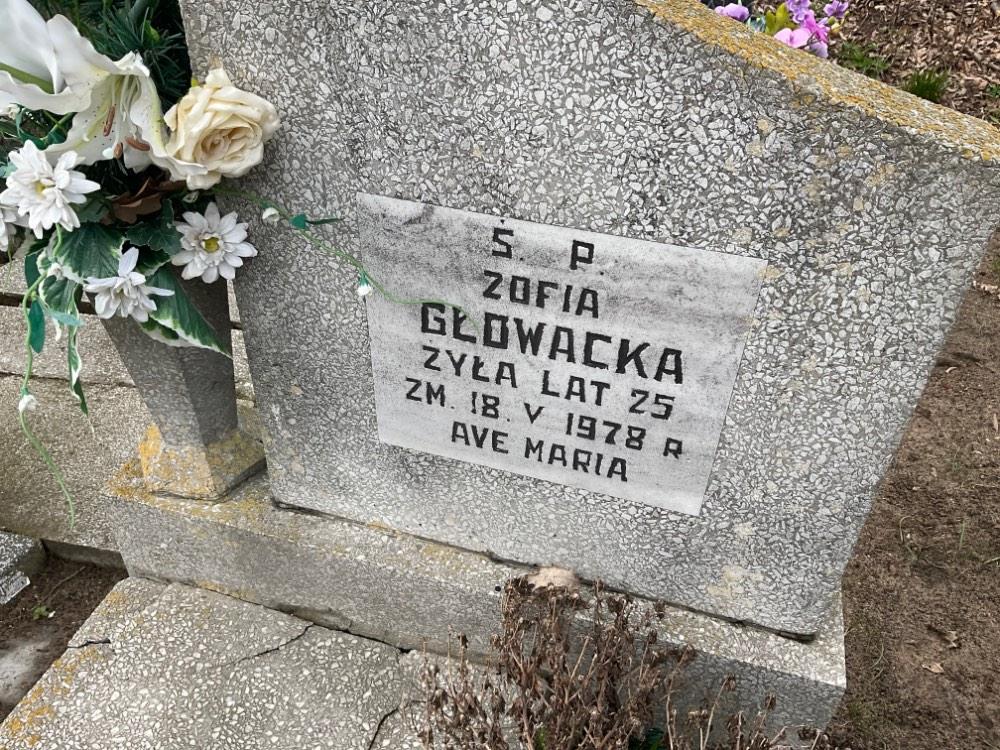 Ś. P.
ZOFIA
GŁOWACKA
ŻYŁA LAT 25
ZM. 18. V 1978 R
AVE MARIA